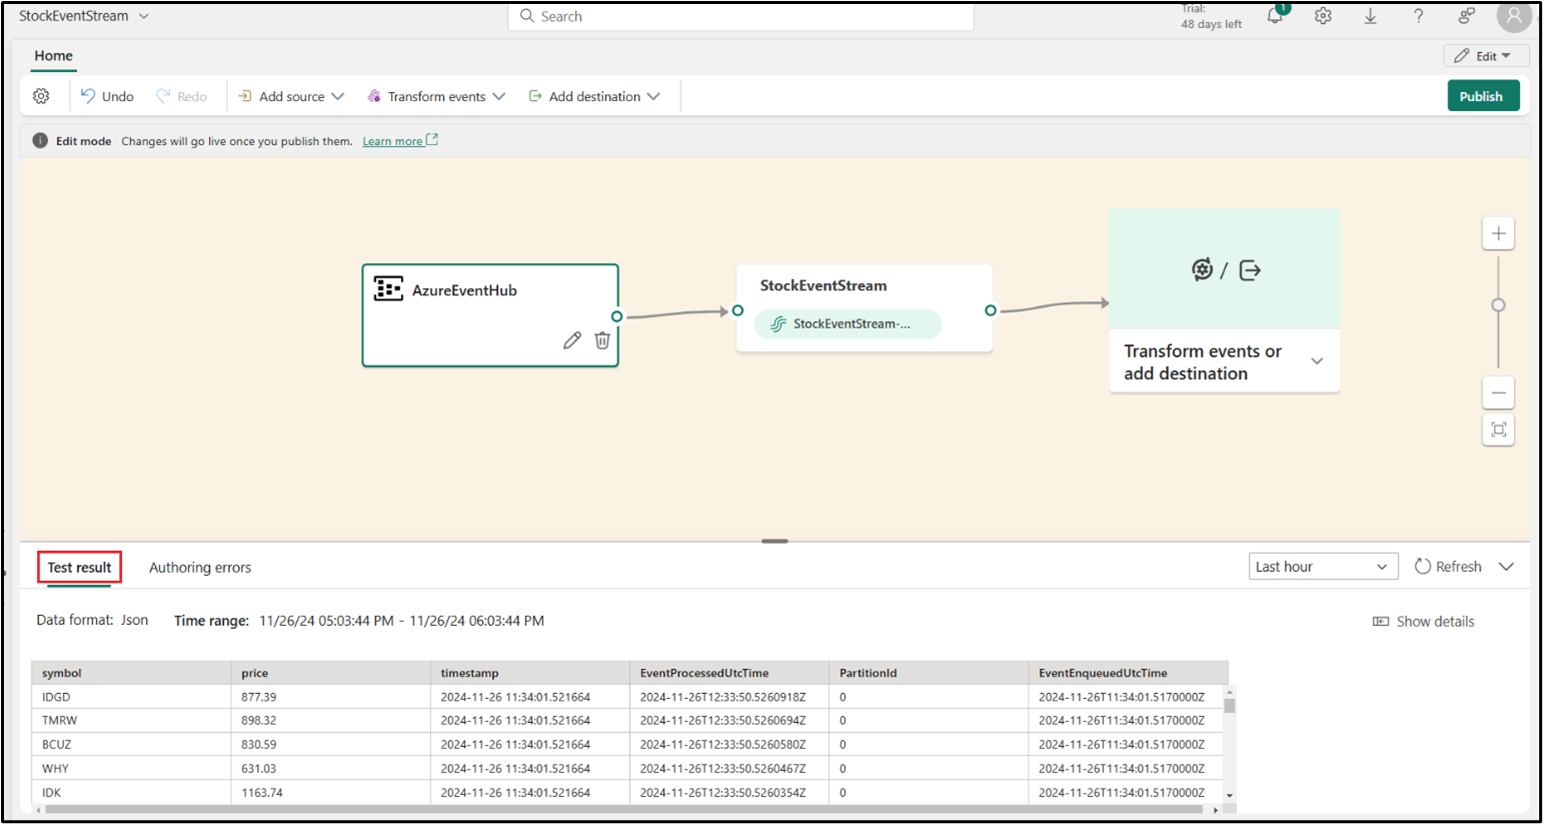 StockEventStream
Search
Trial:
48 days left
1
Home
Edit
Undo
Redo
Add source
Transform events
Add destination
Publish
Edit mode Changes will go live once you publish them. Learn more
AzureEventHub
StockEventStream
StockEventStream-...
/
Transform events or
add destination
Test result
Authoring errors
Last hour
Refresh
Data format: Json
Time range: 11/26/24 05:03:44 PM - 11/26/24 06:03:44 PM
Show details
symbol price timestamp EventProcessedUtcTime PartitionId EventEnqueuedUtcTime
IDGD 877.39 2024-11-26 11:34:01.521664 2024-11-26T12:33:50.5260918Z 0 2024-11-26T11:34:01.5170000Z
TMRW 898.32 2024-11-26 11:34:01.521664 2024-11-26T12:33:50.5260694Z 0 2024-11-26T11:34:01.5170000Z
BCUZ 830.59 2024-11-26 11:34:01.521664 2024-11-26T12:33:50.5260580Z 0 2024-11-26T11:34:01.5170000Z
WHY 631.03 2024-11-26 11:34:01.521664 2024-11-26T12:33:50.5260467Z 0 2024-11-26T11:34:01.5170000Z
IDK 1163.74 2024-11-26 11:34:01.521664 2024-11-26T12:33:50.5260354Z 0 2024-11-26T11:34:01.5170000Z